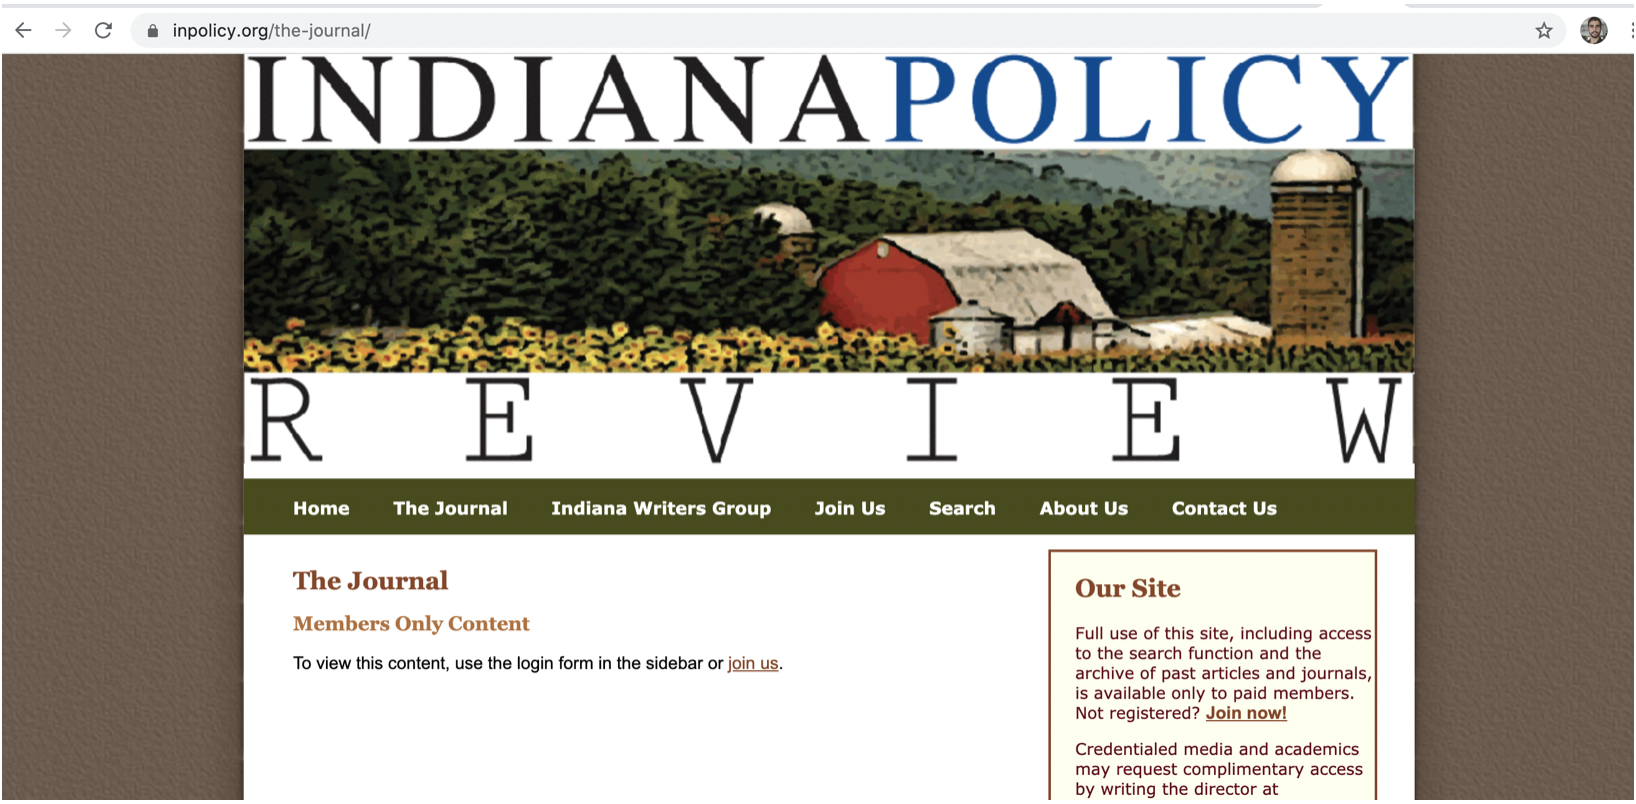 inpolicy.org/the-journal/
INDIANAPOLICY
REVIEW
Home The Journal Indiana Writers Group Join Us Search About Us Contact Us
The Journal
Members Only Content
To view this content, use the login form in the sidebar or join us.
Our Site
Full use of this site, including access
to the search function and the
archive of past articles and journals,
is available only to paid members.
Not registered? Join now!
Credentialed media and academics
may request complimentary access
by writing the director at